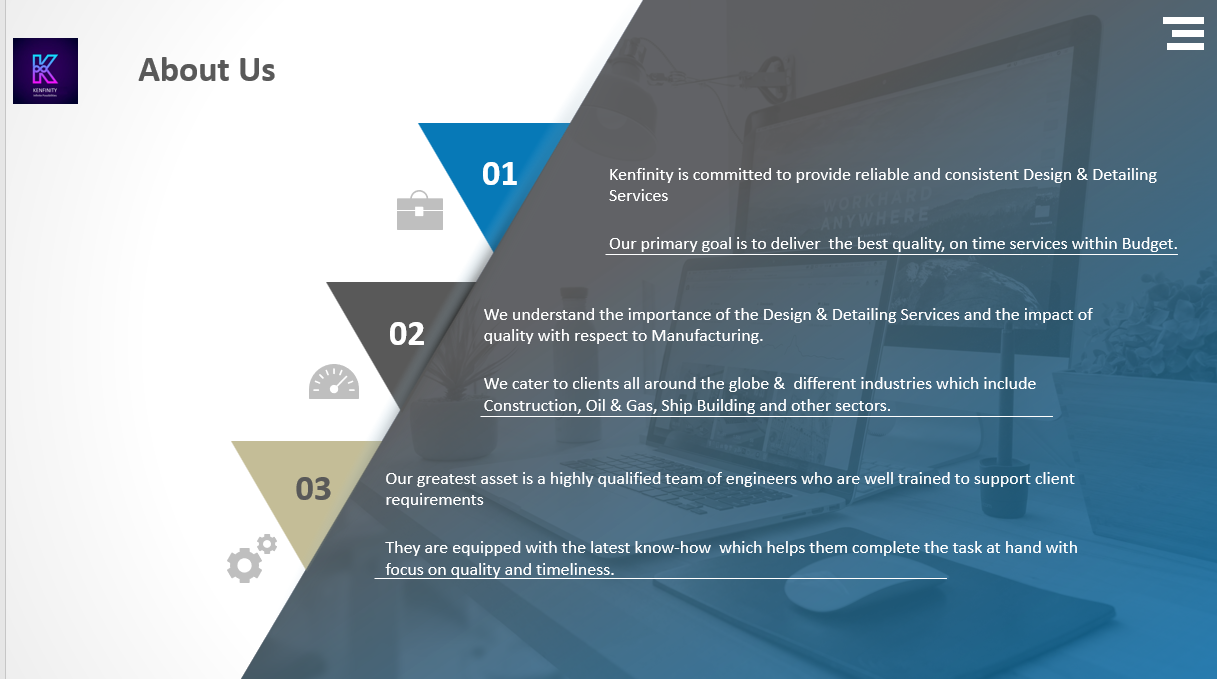 KENFINITY
About Us
01
Kenfinity is committed to provide reliable and consistent Design & Detailing
Services
WORKHARD
ANYWHERE
Our primary goal is to deliver  the best quality, on time services within Budget.
02
We understand the importance of the Design & Detailing Services and the impact of
quality with respect to Manufacturing.
We cater to clients all around the globe &  different industries which include
Construction, Oil & Gas, Ship Building and other sectors.
03
Our greatest asset is a highly qualified team of engineers who are well trained to support client
requirements
They are equipped with the latest know-how  which helps them complete the task at hand with
focus on quality and timeliness.